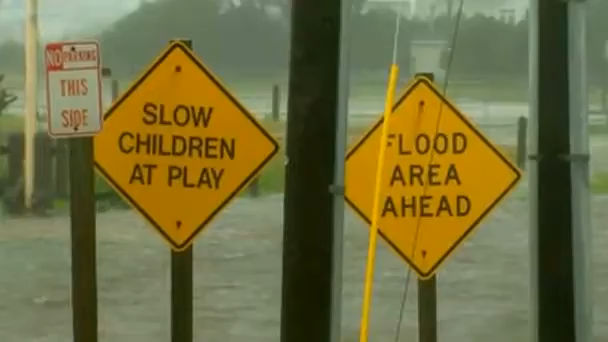 NO PARKING
THIS
SIDE
SLOW
CHILDREN
AT PLAY
FLOOD
AREA
AHEAD